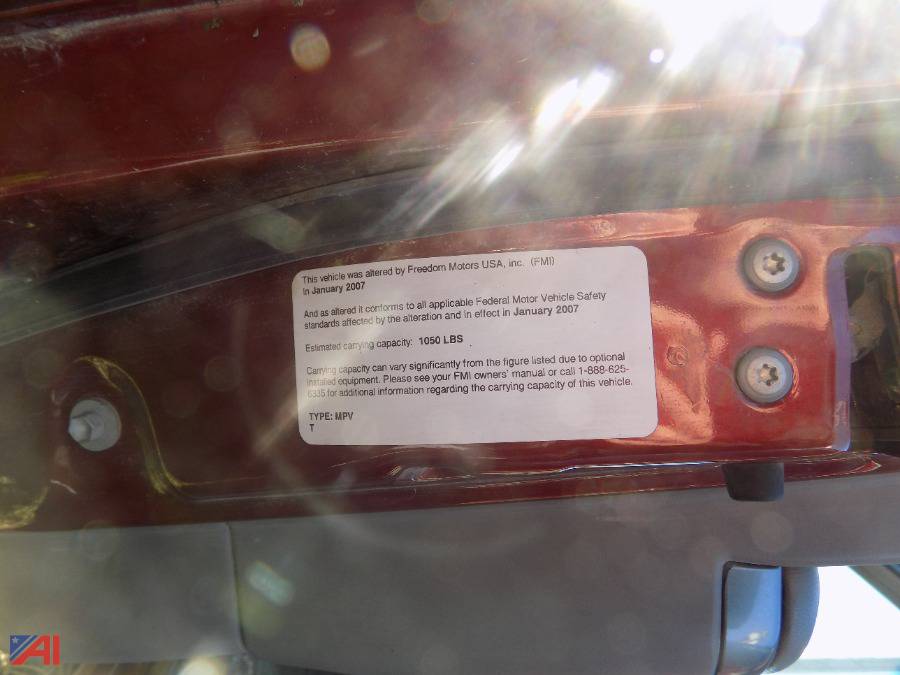 This vehicle was altered by Freedom Motors USA, inc. (FMI)
In January 2007
And as altered it conforms to all applicable Federal Motor Vehicle Safety
standards affected by the alteration and in effect in January 2007
Estimated carrying capacity: 1050 LBS
Carrying capacity can vary significantly from the figure listed due to optional
installed equipment. Please see your FMI owners' manual or call 1-888-625-
6335 for additional information regarding the carrying capacity of this vehicle.
TYPE: MPV
T
AI